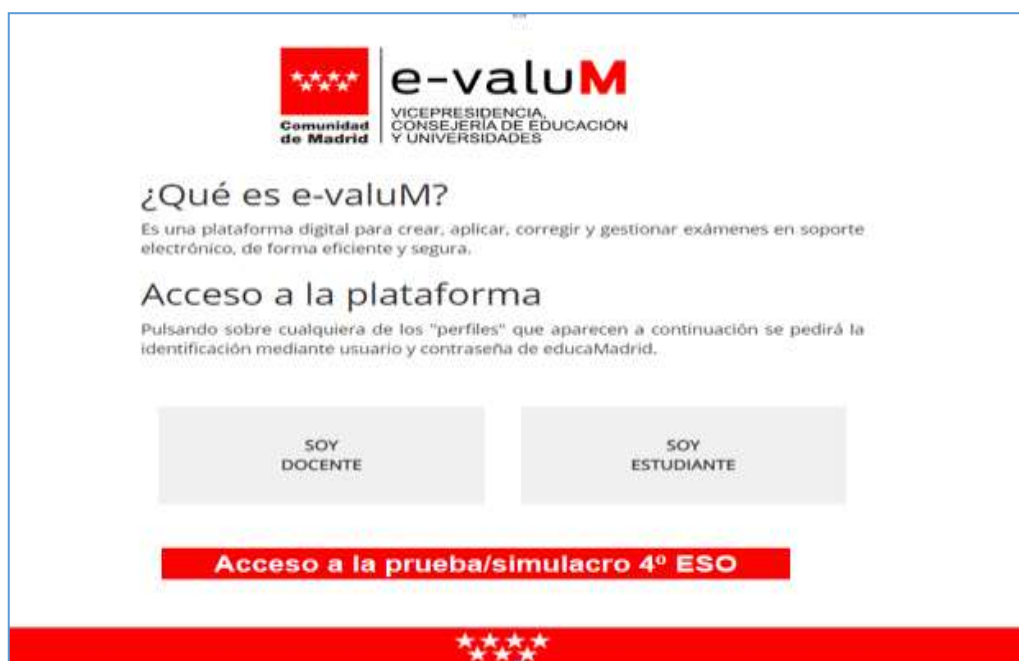 e-valuM
Comunidad
de Madrid
VICEPRESIDENCIA,
CONSEJERÍA DE EDUCACIÓN
Y UNIVERSIDADES
¿Qué es e-valuM?
Es una plataforma digital para crear, aplicar, corregir y gestionar exámenes en soporte
electrónico, de forma eficiente y segura.
Acceso a la plataforma
Pulsando sobre cualquiera de los "perfiles" que aparecen a continuación se pedirá la
identificación mediante usuario y contraseña de educaMadrid.
SOY
DOCENTE
SOY
ESTUDIANTE
Acceso a la prueba/simulacro 4º ESO